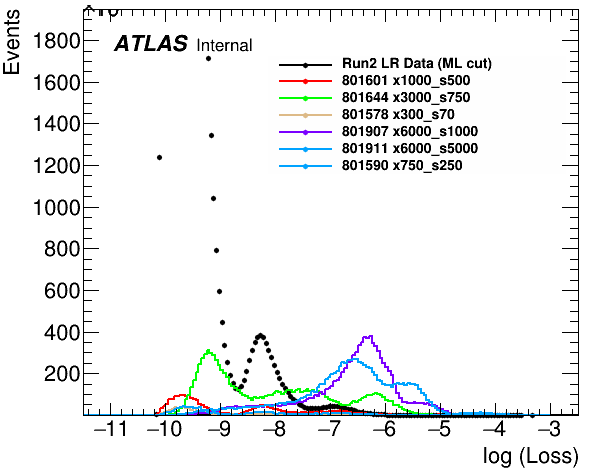 Events
ATLAS Internal
Run2 LR Data (ML cut)
801601 x1000_s500
801644 x3000_s750
801578 x300_s70
801907 x6000_s1000
801911 x6000_s5000
801590 x750_s250
1800
1600
1400
1200
1000
800
600
400
200
−11 −10 −9 −8 −7 −6 −5 −4 −3
log (Loss)